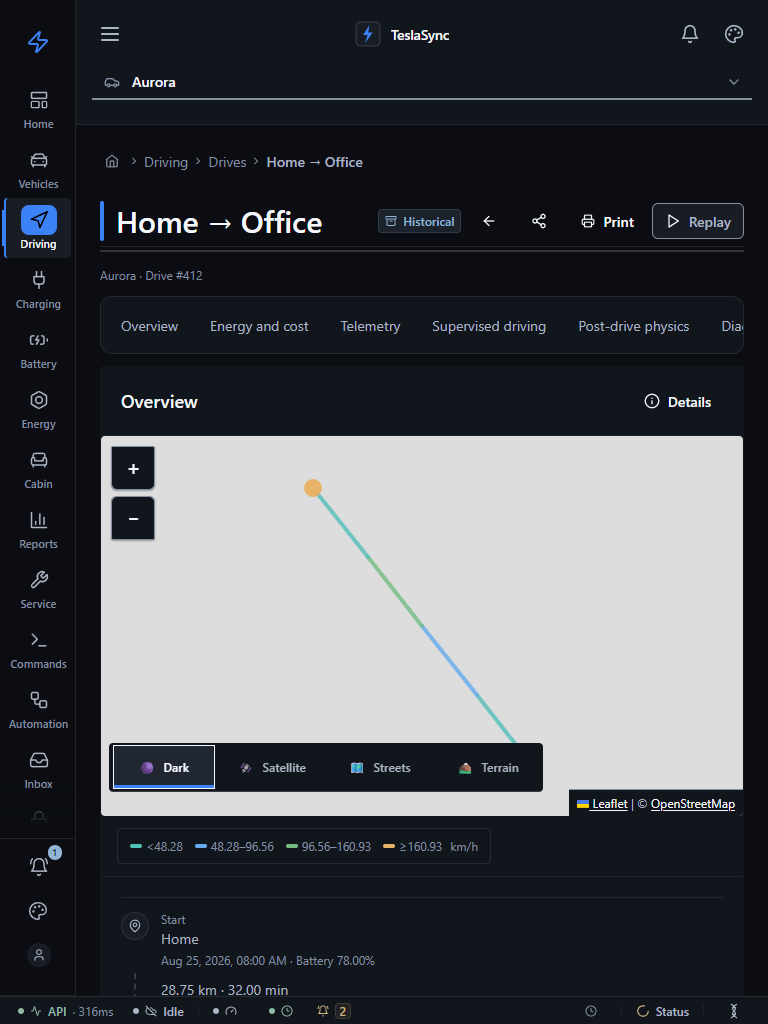 TeslaSync
Aurora
Home
Vehicles
Driving
Charging
Battery
Energy
Cabin
Reports
Service
Commands
Automation
Inbox
1
Driving > Drives > Home → Office
Home → Office
Historical
Print
Replay
Aurora · Drive #412
Overview
Energy and cost
Telemetry
Supervised driving
Post-drive physics
Overview
Details
+
−
Dark
Satellite
Streets
Terrain
Leaflet | © OpenStreetMap
<48.28
48.28–96.56
96.56–160.93
≥160.93 km/h
Start
Home
Aug 25, 2026, 08:00 AM · Battery 78.00%
28.75 km · 32.00 min
API · 316ms
Idle
2
Status